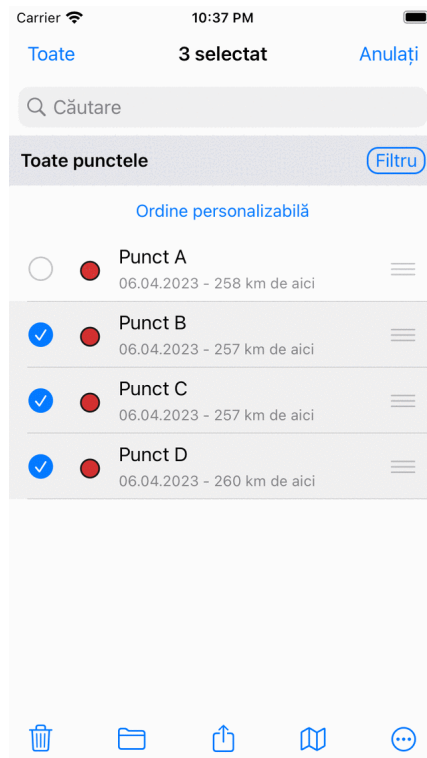 Carrier 10:37 PM
Toate 3 selectat Anulați
Căutare
Toate punctele Filtru
Ordine personalizabilă
Punct A
06.04.2023 - 258 km de aici
Punct B
06.04.2023 - 257 km de aici
Punct C
06.04.2023 - 257 km de aici
Punct D
06.04.2023 - 260 km de aici